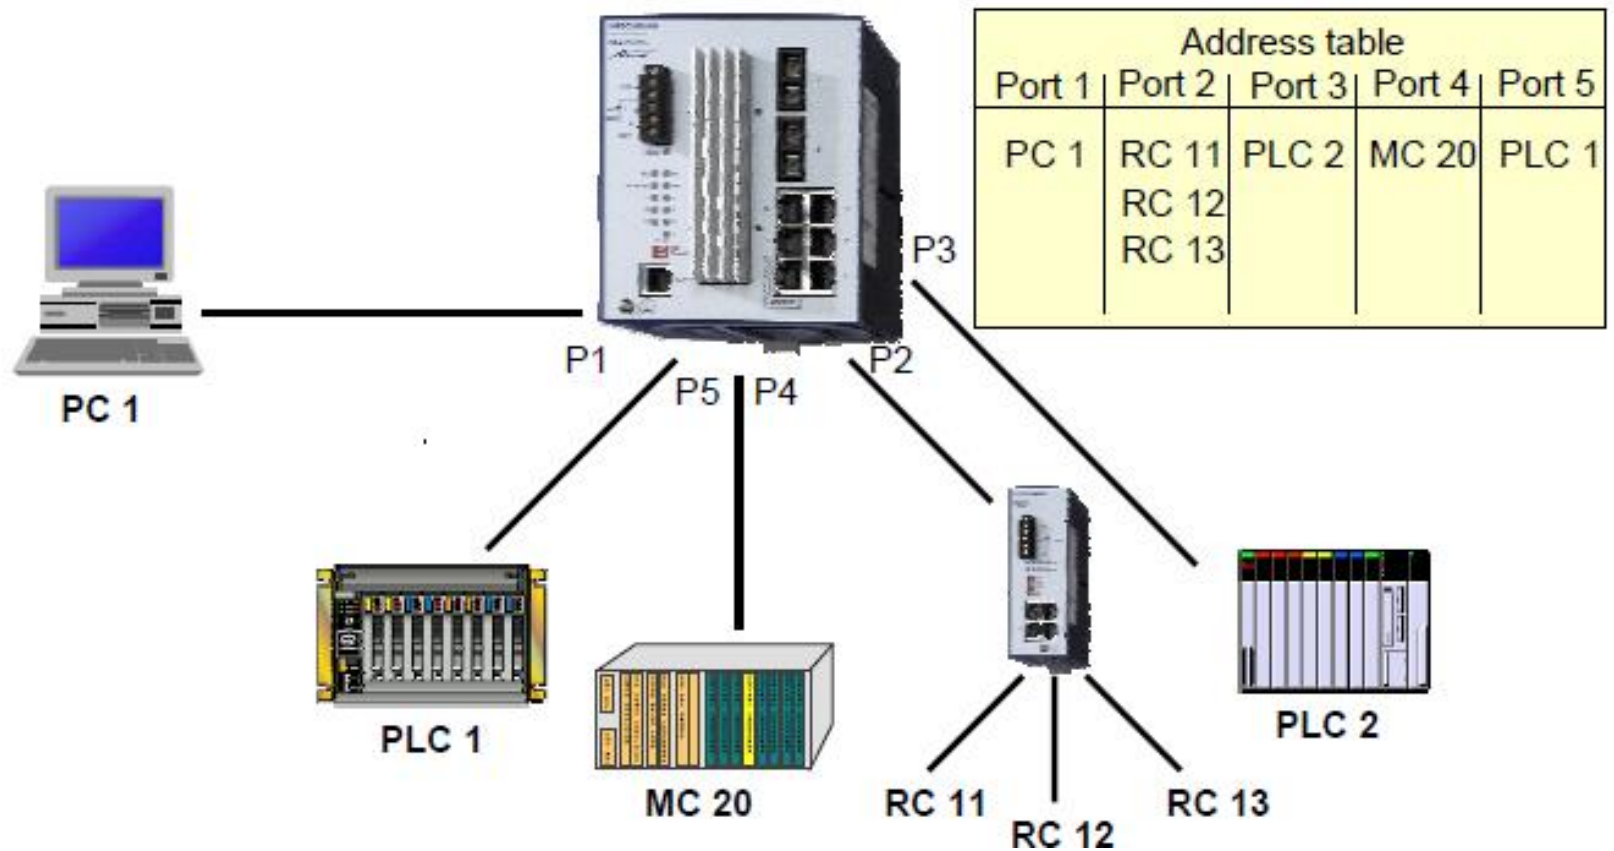 Address table
Port 1 Port 2 Port 3 Port 4 Port 5
PC 1 RC 11 PLC 2 MC 20 PLC 1
RC 12
RC 13
P3
P1
P2
P5 P4
PC 1
PLC 1
MC 20
RC 11
RC 12
RC 13
PLC 2